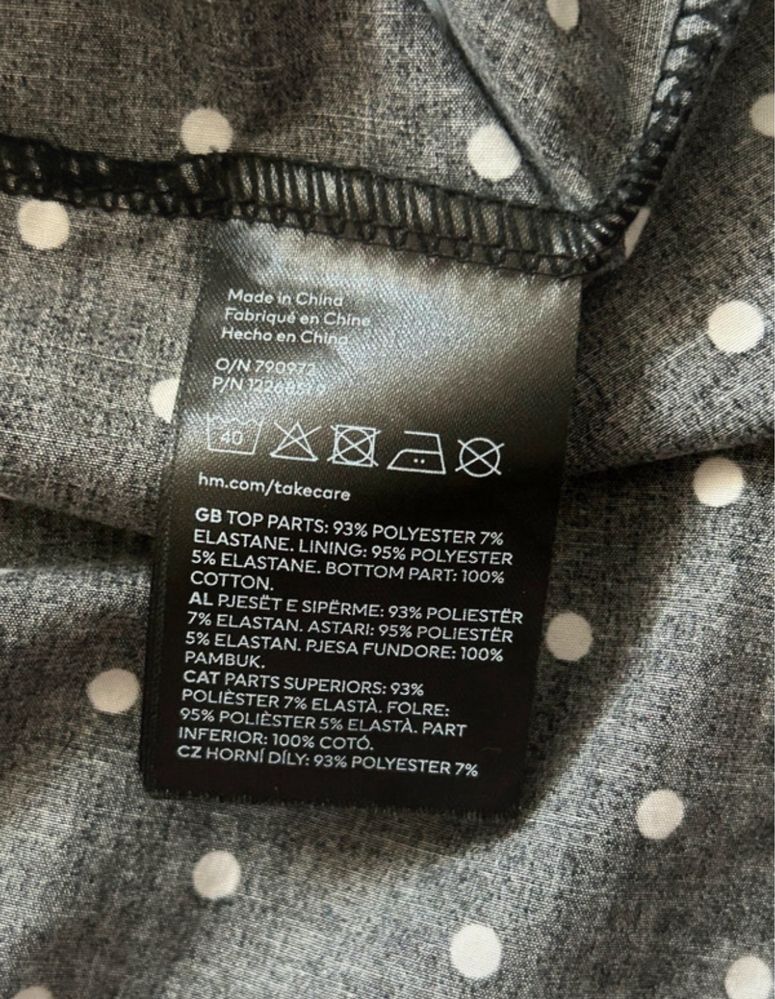 Made in China
Fabriqué en Chine
Hecho en China
O/N 790972
P/N
40
hm.com/takecare
GB TOP PARTS: 93% POLYESTER 7%
ELASTANE. LINING: 95% POLYESTER
5% ELASTANE. BOTTOM PART: 100%
COTTON.
AL PJESËT E SIPËRME: 93% POLIESTËR
7% ELASTAN. ASTARI: 95% POLIESTËR
5% ELASTAN. PJESA FUNDORE: 100%
PAMBUK.
CAT PARTS SUPERIORS: 93%
POLIÈSTER 7% ELASTÀ. FOLRE:
95% POLIÈSTER 5% ELASTÀ. PART
INFERIOR: 100% COTÓ.
CZ HORNÍ DÍLY: 93% POLYESTER 7%